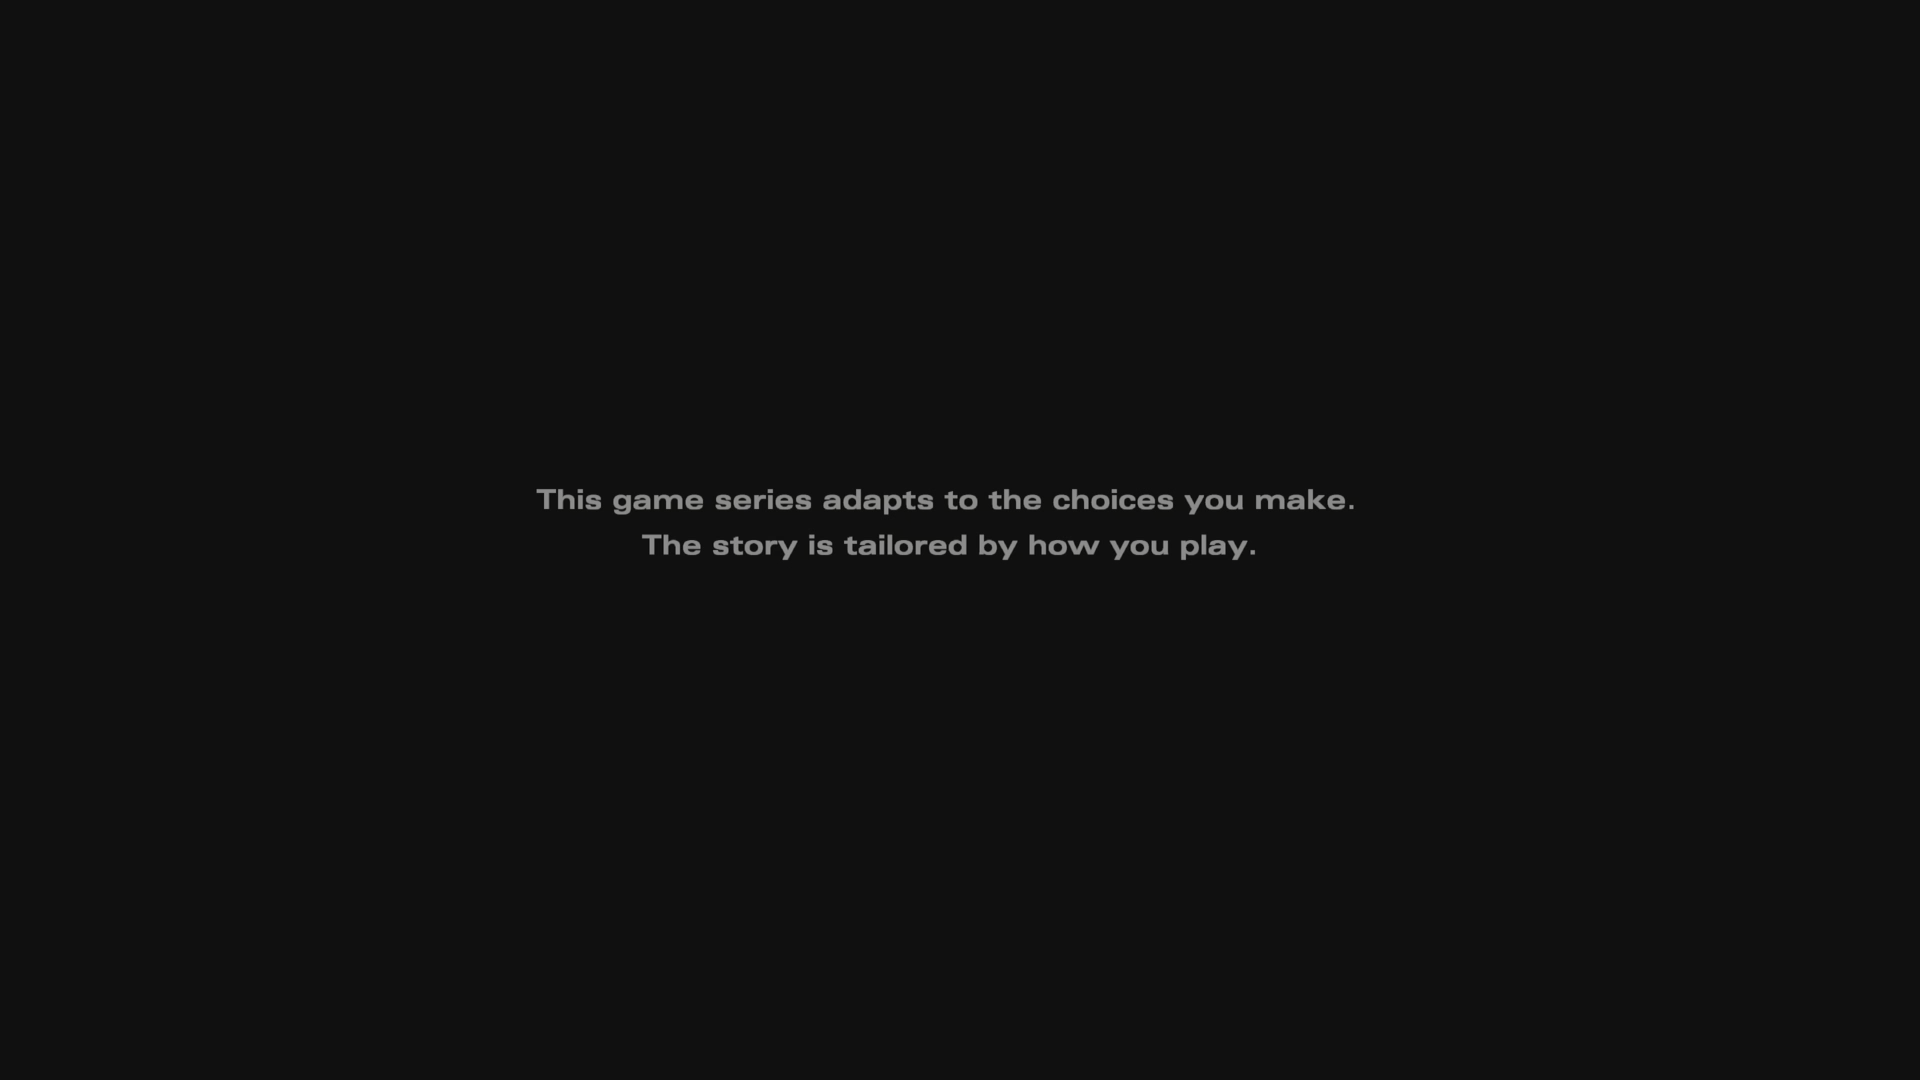 This game series adapts to the choices you make.
The story is tailored by how you play.